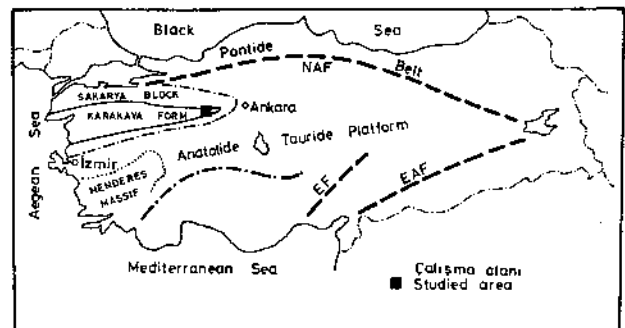 Black Sea
Pontide
NAF
Belt
SAKARYA BLOCK
Ankara
KARAKAYA FORM
Aegean Sea
Anatolide Tauride Platform
İzmir
MENDERES
MASSIF
EF
EAF
Mediterranean Sea
Çalışma alanı
Studied area